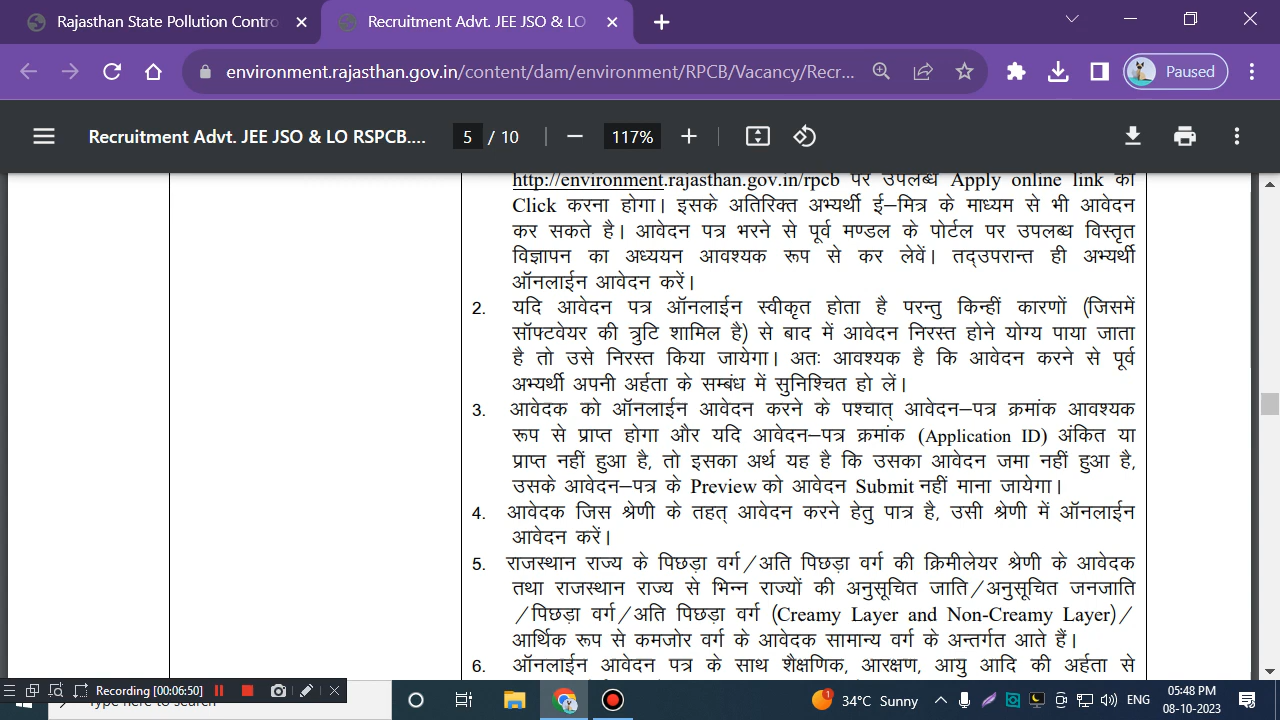 Rajasthan State Pollution Contro
Recruitment Advt. JEE JSO & LO
environment.rajasthan.gov.in/content/dam/environment/RPCB/Vacancy/Recr...
Paused
Recruitment Advt. JEE JSO & LO RSPCB....
5 / 10
117%
http://environment.rajasthan.gov.in/rpcb पर उपलब्ध Apply online link को
Click करना होगा। इसके अतिरिक्त अभ्यर्थी ई–मित्र के माध्यम से भी आवेदन
कर सकते है। आवेदन पत्र भरने से पूर्व मण्डल के पोर्टल पर उपलब्ध विस्तृत
विज्ञापन का अध्ययन आवश्यक रूप से कर लेवें। तद्उपरान्त ही अभ्यर्थी
ऑनलाईन आवेदन करें।
2. यदि आवेदन पत्र ऑनलाईन स्वीकृत होता है परन्तु किन्हीं कारणों (जिसमें
सॉफ्टवेयर की त्रुटि शामिल है) से बाद में आवेदन निरस्त होने योग्य पाया जाता
है तो उसे निरस्त किया जायेगा। अतः आवश्यक है कि आवेदन करने से पूर्व
अभ्यर्थी अपनी अर्हता के सम्बंध में सुनिश्चित हो लें।
3. आवेदक को ऑनलाईन आवेदन करने के पश्चात् आवेदन–पत्र क्रमांक आवश्यक
रूप से प्राप्त होगा और यदि आवेदन–पत्र क्रमांक (Application ID) अंकित या
प्राप्त नहीं हुआ है, तो इसका अर्थ यह है कि उसका आवेदन जमा नहीं हुआ है,
उसके आवेदन–पत्र के Preview को आवेदन Submit नहीं माना जायेगा।
4. आवेदक जिस श्रेणी के तहत् आवेदन करने हेतु पात्र है, उसी श्रेणी में ऑनलाईन
आवेदन करें।
5. राजस्थान राज्य के पिछड़ा वर्ग/अति पिछड़ा वर्ग की क्रिमीलेयर श्रेणी के आवेदक
तथा राजस्थान राज्य से भिन्न राज्यों की अनुसूचित जाति/अनुसूचित जनजाति
/पिछड़ा वर्ग/अति पिछड़ा वर्ग (Creamy Layer and Non-Creamy Layer)/
आर्थिक रूप से कमजोर वर्ग के आवेदक सामान्य वर्ग के अन्तर्गत आते हैं।
6. ऑनलाईन आवेदन पत्र के साथ शैक्षणिक, आरक्षण, आयु आदि की अर्हता से
Recording [00:06:50]
1
34°C Sunny
ENG
05:48 PM
08-10-2023